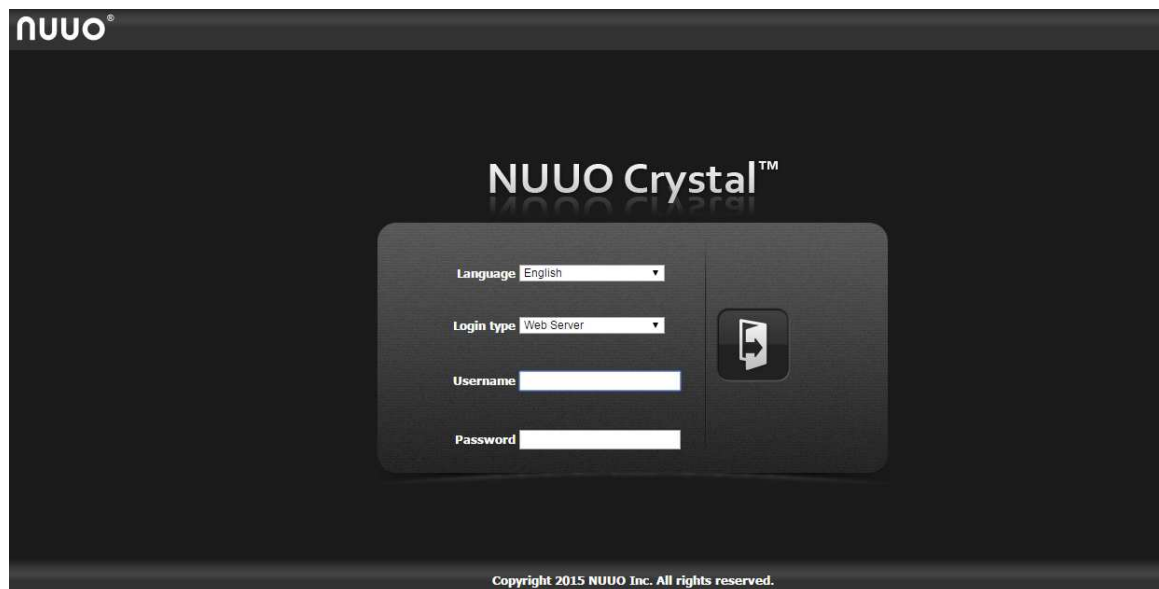 nuuo®
NUUO Crystal™
Language English
Login type Web Server
Username
Password
Copyright 2015 NUUO Inc. All rights reserved.